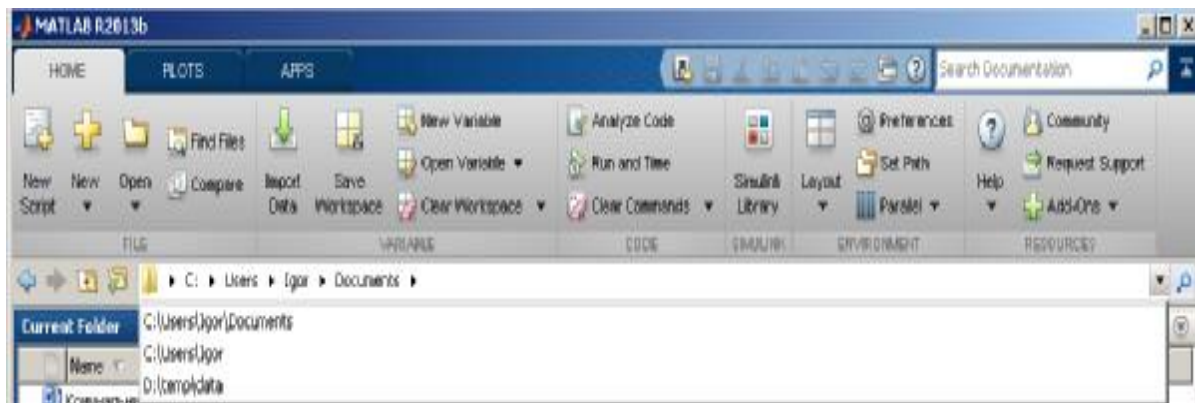 MATLAB R2013b
HOME PLOTS APPS
Search Documentation
New Script
New
Open
Find Files
Compare
Import Data
Save Workspace
New Variable
Open Variable
Clear Workspace
Analyze Code
Run and Time
Clear Commands
Simulink Library
Layout
Preferences
Set Path
Parallel
Help
Community
Request Support
Add-Ons
FILE VARIABLE CODE SIMULINK ENVIRONMENT RESOURCES
C: Users Igor Documents
Current Folder
C:\Users\Igor\Documents
Name
C:\Users\Igor
D:\temp\data